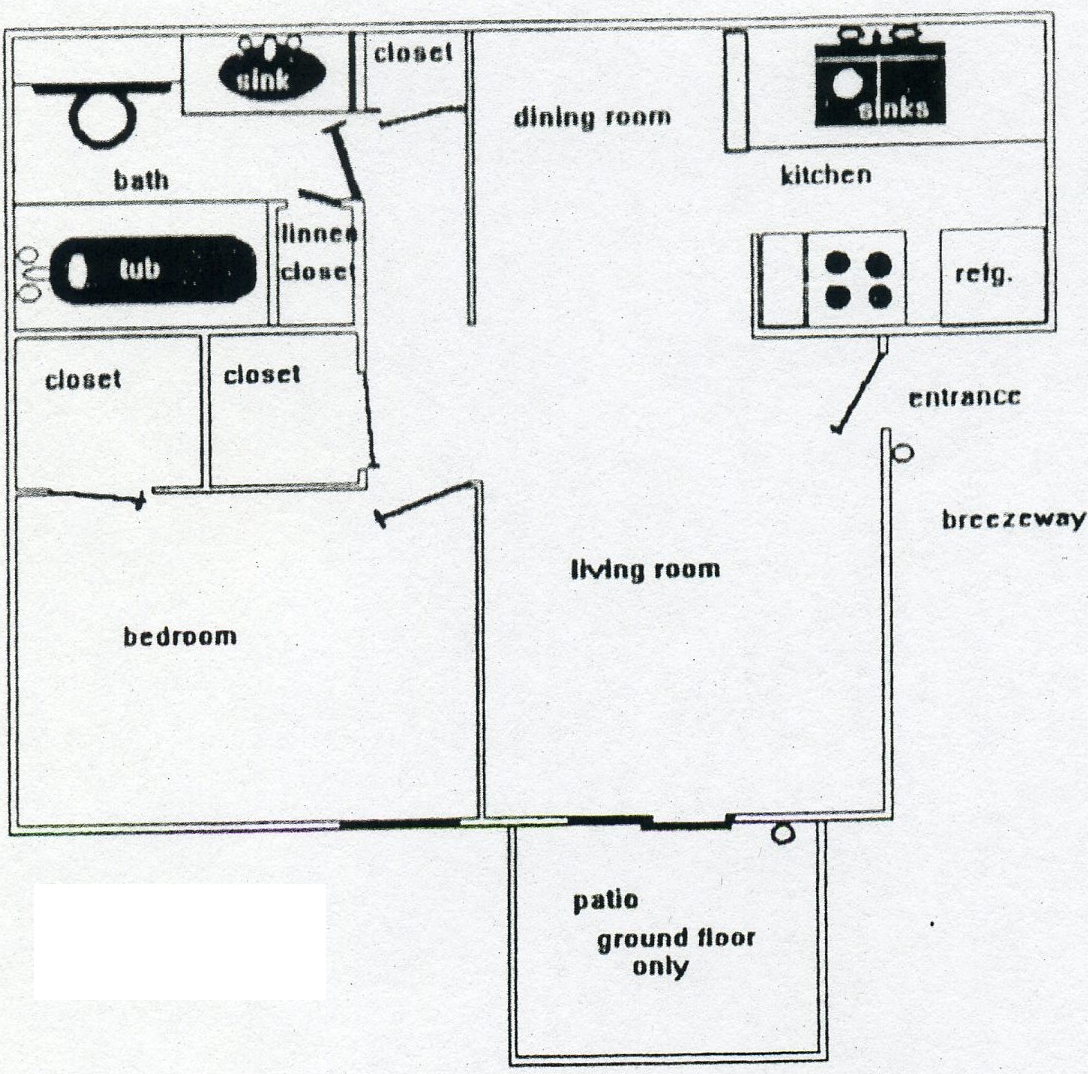 closet
sink
sinks
dining room
kitchen
bath
linnen
closet
tub
refg.
closet
closet
entrance
breezeway
living room
bedroom
patio
ground floor
only